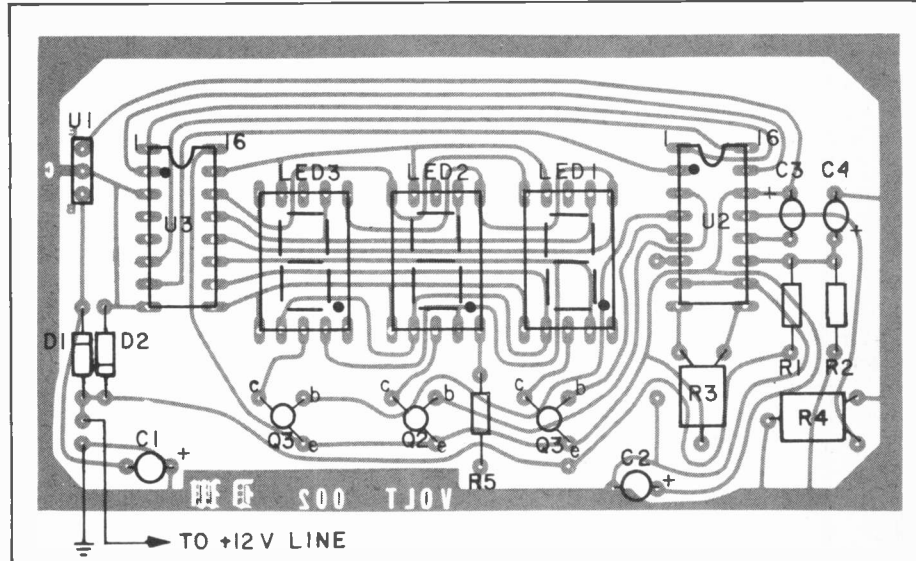 U1
1 16
1 16
G
U3
LED3
LED2
LED1
U2
C3
C4
+
+
D1
D2
R1
R2
R3
R4
c b e
Q3
c b e
Q2
c b e
Q3
R5
C1
+
C2
+
VOLT 002
TO +12V LINE